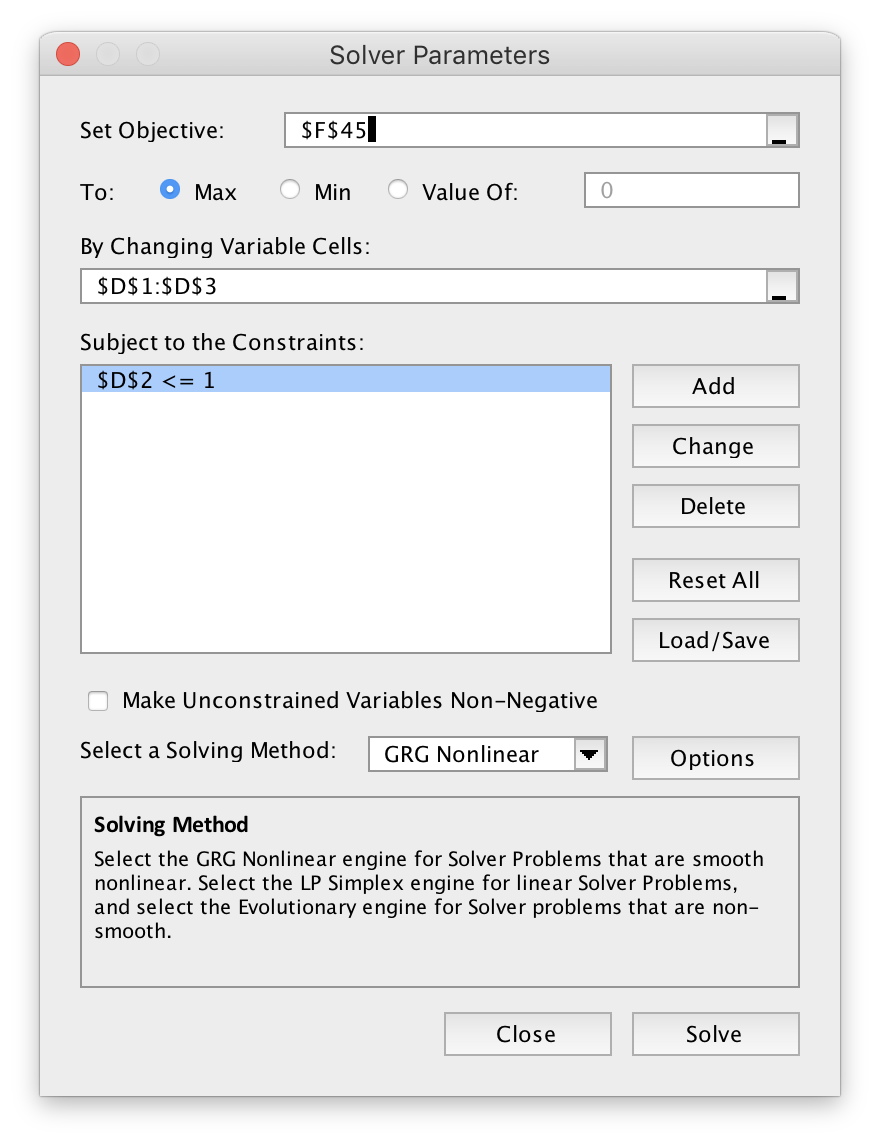 Solver Parameters
Set Objective: $F$45
To: Max Min Value Of: 0
By Changing Variable Cells:
$D$1:$D$3
Subject to the Constraints:
$D$2 <= 1
Add
Change
Delete
Reset All
Load/Save
Make Unconstrained Variables Non-Negative
Select a Solving Method: GRG Nonlinear Options
Solving Method
Select the GRG Nonlinear engine for Solver Problems that are smooth
nonlinear. Select the LP Simplex engine for linear Solver Problems,
and select the Evolutionary engine for Solver problems that are non-
smooth.
Close Solve